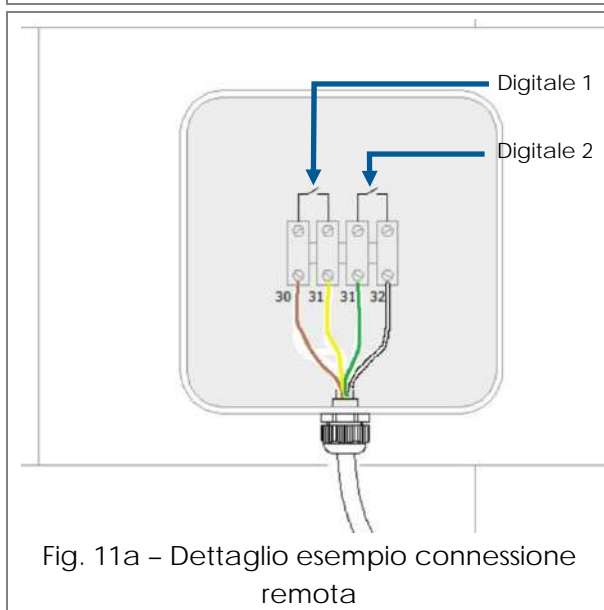 Digitale 1
Digitale 2
30 31 31 32
Fig. 11a – Dettaglio esempio connessione
remota